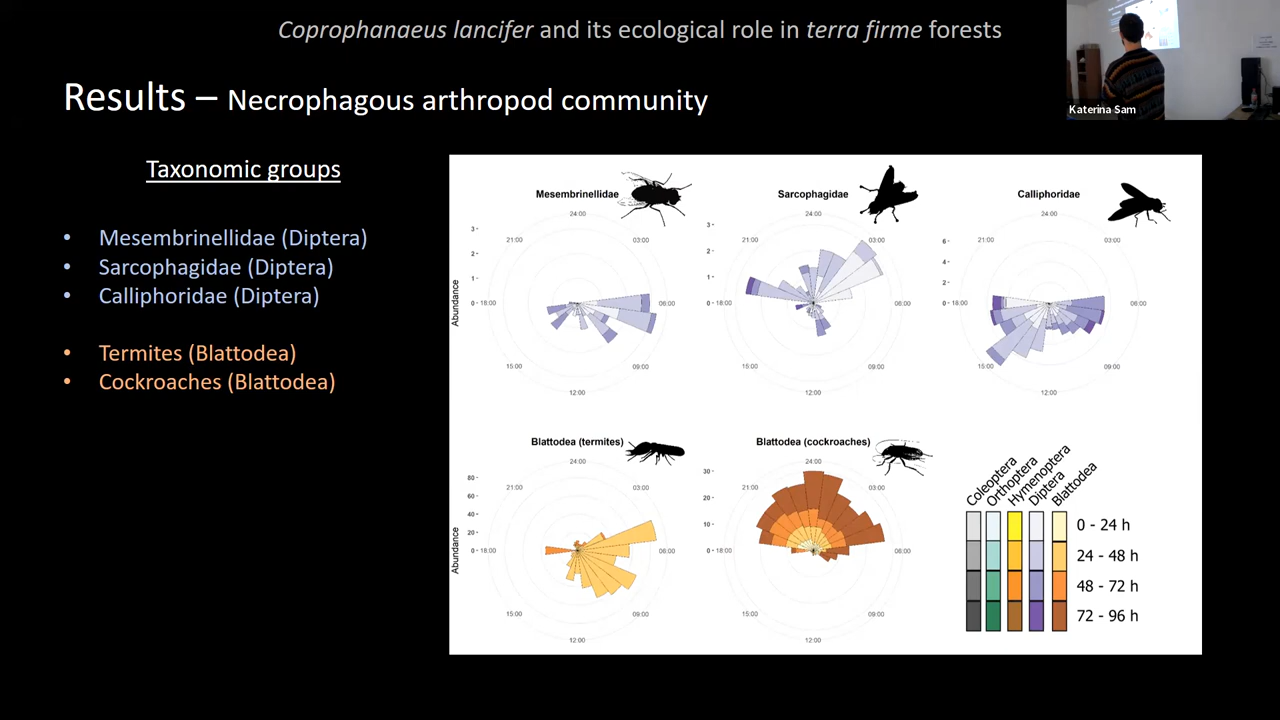 Coprophanaeus lancifer and its ecological role in terra firme forests
Katerina Sam
Results – Necrophagous arthropod community
Taxonomic groups
• Mesembrinellidae (Diptera)
• Sarcophagidae (Diptera)
• Calliphoridae (Diptera)
• Termites (Blattodea)
• Cockroaches (Blattodea)
Mesembrinellidae
24:00
21:00
03:00
3
2
1
0
18:00
06:00
15:00
09:00
12:00
Abundance
Sarcophagidae
24:00
21:00
03:00
3
2
1
0
18:00
06:00
15:00
09:00
12:00
Calliphoridae
24:00
21:00
03:00
6
4
2
0
18:00
06:00
15:00
09:00
12:00
Blattodea (termites)
24:00
21:00
03:00
80
60
40
20
0
18:00
06:00
15:00
09:00
12:00
Abundance
Blattodea (cockroaches)
24:00
21:00
03:00
30
20
10
0
18:00
06:00
15:00
09:00
12:00
Coleoptera
Orthoptera
Hymenoptera
Diptera
Blattodea
0 - 24 h
24 - 48 h
48 - 72 h
72 - 96 h